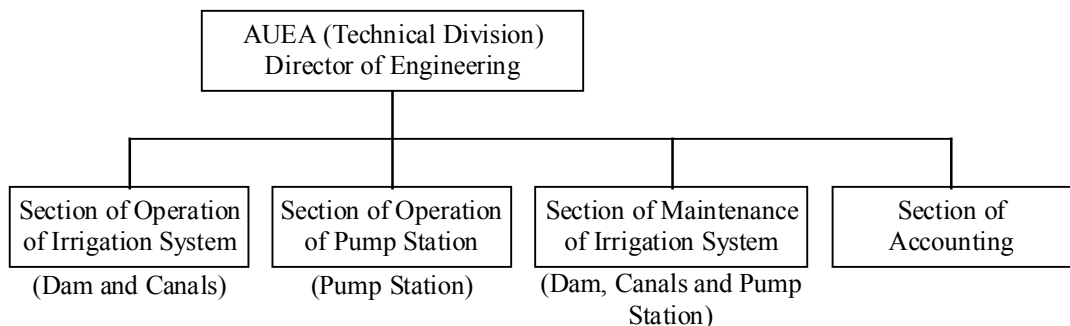 AUEA (Technical Division)
Director of Engineering
Section of Operation
of Irrigation System
(Dam and Canals)
Section of Operation
of Pump Station
(Pump Station)
Section of Maintenance
of Irrigation System
(Dam, Canals and Pump
Station)
Section of
Accounting